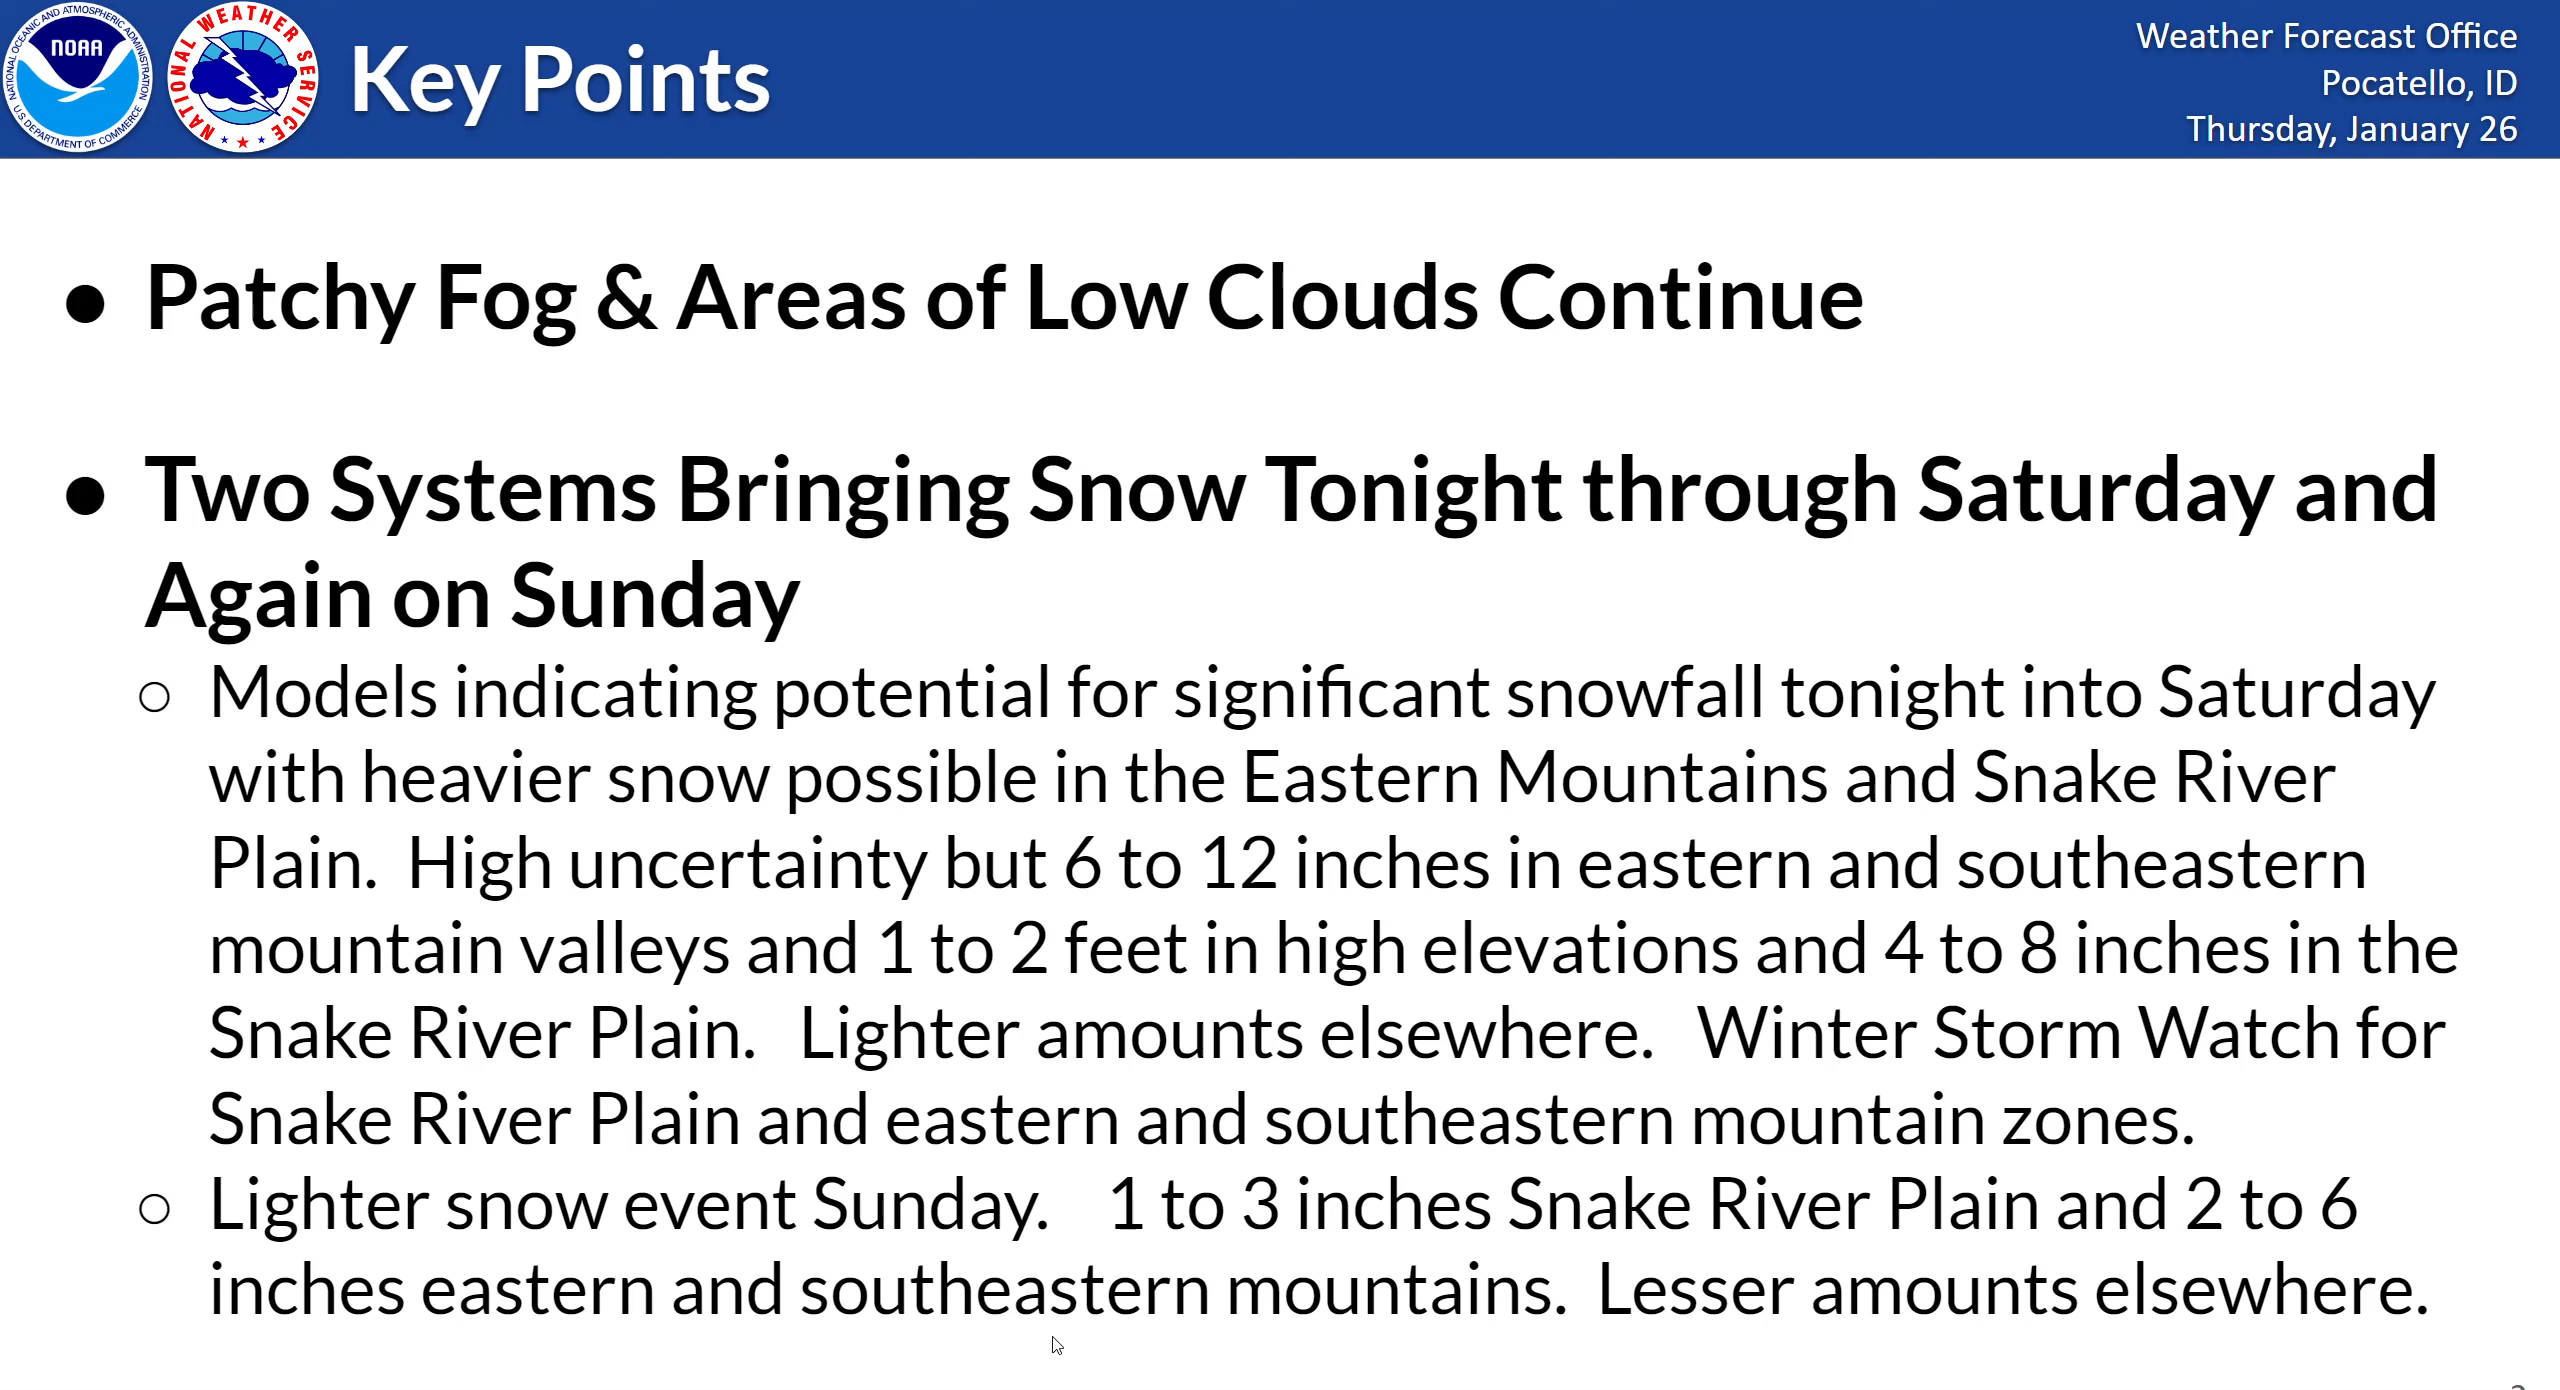 NATIONAL OCEANIC AND ATMOSPHERIC ADMINISTRATION
U.S. DEPARTMENT OF COMMERCE
NOAA
NATIONAL WEATHER SERVICE
Key Points
Weather Forecast Office
Pocatello, ID
Thursday, January 26
● Patchy Fog & Areas of Low Clouds Continue
● Two Systems Bringing Snow Tonight through Saturday and
Again on Sunday
○ Models indicating potential for significant snowfall tonight into Saturday
with heavier snow possible in the Eastern Mountains and Snake River
Plain.  High uncertainty but 6 to 12 inches in eastern and southeastern
mountain valleys and 1 to 2 feet in high elevations and 4 to 8 inches in the
Snake River Plain.   Lighter amounts elsewhere.   Winter Storm Watch for
Snake River Plain and eastern and southeastern mountain zones.
○ Lighter snow event Sunday.    1 to 3 inches Snake River Plain and 2 to 6
inches eastern and southeastern mountains.  Lesser amounts elsewhere.